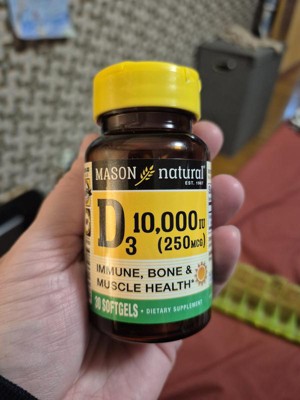 MASON natural®
EST. 1967
D3 10,000 IU
(250 MCG)
IMMUNE, BONE &
MUSCLE HEALTH*
30 SOFTGELS • DIETARY SUPPLEMENT